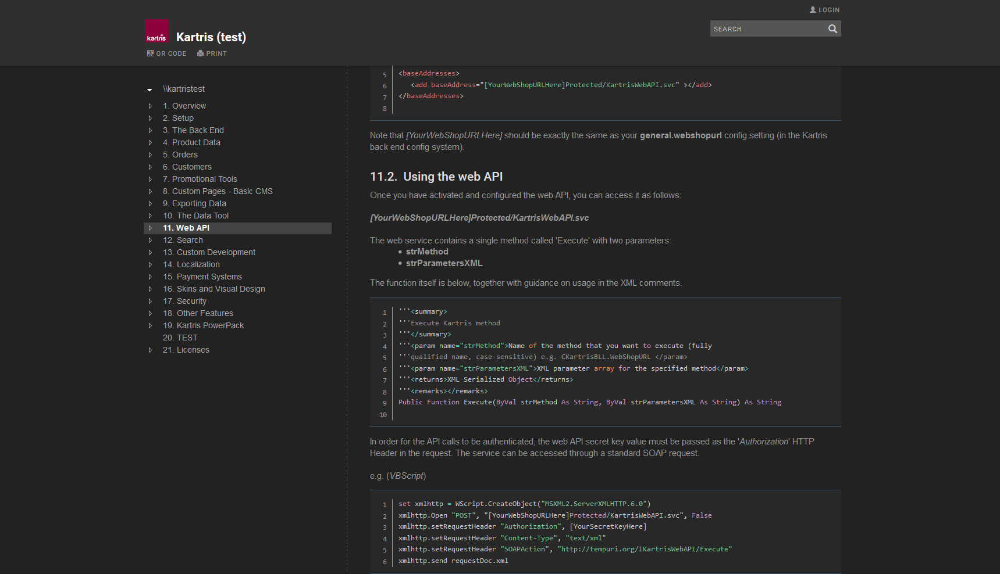 LOGIN
kartris
Kartris (test)
SEARCH
QR CODE
PRINT
\\kartristest
1. Overview
2. Setup
3. The Back End
4. Product Data
5. Orders
6. Customers
7. Promotional Tools
8. Custom Pages - Basic CMS
9. Exporting Data
10. The Data Tool
11. Web API
12. Search
13. Custom Development
14. Localization
15. Payment Systems
16. Skins and Visual Design
17. Security
18. Other Features
19. Kartris PowerPack
20. TEST
21. Licenses
5 <baseAddresses>
6 <add baseAddress="[YourWebShopURLHere]Protected/KartrisWebAPI.svc" ></add>
7 </baseAddresses>
8
Note that [YourWebShopURLHere] should be exactly the same as your general.webshopurl config setting (in the Kartris
back end config system).
11.2. Using the web API
Once you have activated and configured the web API, you can access it as follows:
[YourWebShopURLHere]Protected/KartrisWebAPI.svc
The web service contains a single method called 'Execute' with two parameters:
• strMethod
• strParametersXML
The function itself is below, together with guidance on usage in the XML comments.
1 '''<summary>
2 '''Execute Kartris method
3 '''</summary>
4 '''<param name="strMethod">Name of the method that you want to execute (fully
5 '''qualified name, case-sensitive) e.g. CKartrisBLL.WebShopURL </param>
6 '''<param name="strParametersXML">XML parameter array for the specified method</param>
7 '''<returns>XML Serialized Object</returns>
8 '''<remarks></remarks>
9 Public Function Execute(ByVal strMethod As String, ByVal strParametersXML As String) As String
10
In order for the API calls to be authenticated, the web API secret key value must be passed as the 'Authorization' HTTP
Header in the request. The service can be accessed through a standard SOAP request.
e.g. (VBScript)
1 set xmlhttp = WScript.CreateObject("MSXML2.ServerXMLHTTP.6.0")
2 xmlhttp.Open "POST", "[YourWebShopURLHere]Protected/KartrisWebAPI.svc", False
3 xmlhttp.setRequestHeader "Authorization", [YourSecretKeyHere]
4 xmlhttp.setRequestHeader "Content-Type", "text/xml"
5 xmlhttp.setRequestHeader "SOAPAction", "http://tempuri.org/IKartrisWebAPI/Execute"
6 xmlhttp.send requestDoc.xml